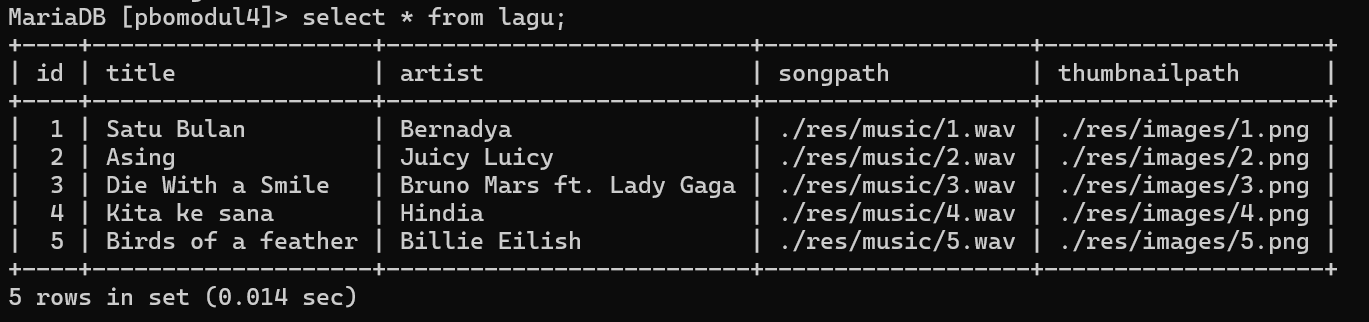 MariaDB [pbomodul4]> select * from lagu;
+----+-------------------+--------------------------+-------------------+--------------------+
| id | title             | artist                   | songpath          | thumbnailpath      |
+----+-------------------+--------------------------+-------------------+--------------------+
|  1 | Satu Bulan        | Bernadya                 | ./res/music/1.wav | ./res/images/1.png |
|  2 | Asing             | Juicy Luicy              | ./res/music/2.wav | ./res/images/2.png |
|  3 | Die With a Smile  | Bruno Mars ft. Lady Gaga | ./res/music/3.wav | ./res/images/3.png |
|  4 | Kita ke sana      | Hindia                   | ./res/music/4.wav | ./res/images/4.png |
|  5 | Birds of a feather | Billie Eilish            | ./res/music/5.wav | ./res/images/5.png |
+----+-------------------+--------------------------+-------------------+--------------------+
5 rows in set (0.014 sec)